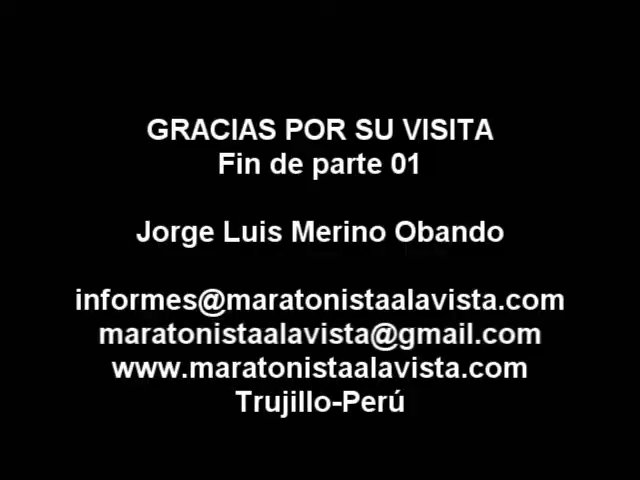 GRACIAS POR SU VISITA
Fin de parte 01
Jorge Luis Merino Obando
informes@maratonistaalavista.com
maratonistaalavista@gmail.com
www.maratonistaalavista.com
Trujillo-Perú